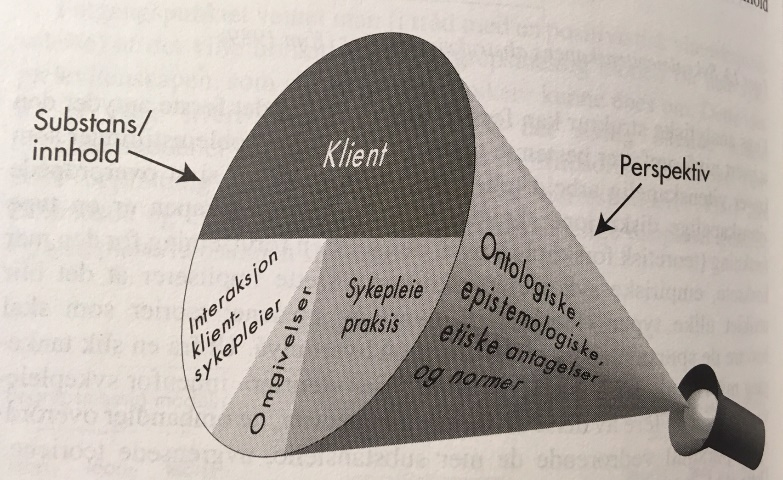 Substans/
innhold
Klient
Perspektiv
Interaksjon
klient-
sykepleier
Omgivelser
Sykepleie
praksis
Ontologiske,
epistemologiske,
etiske antagelser
og normer